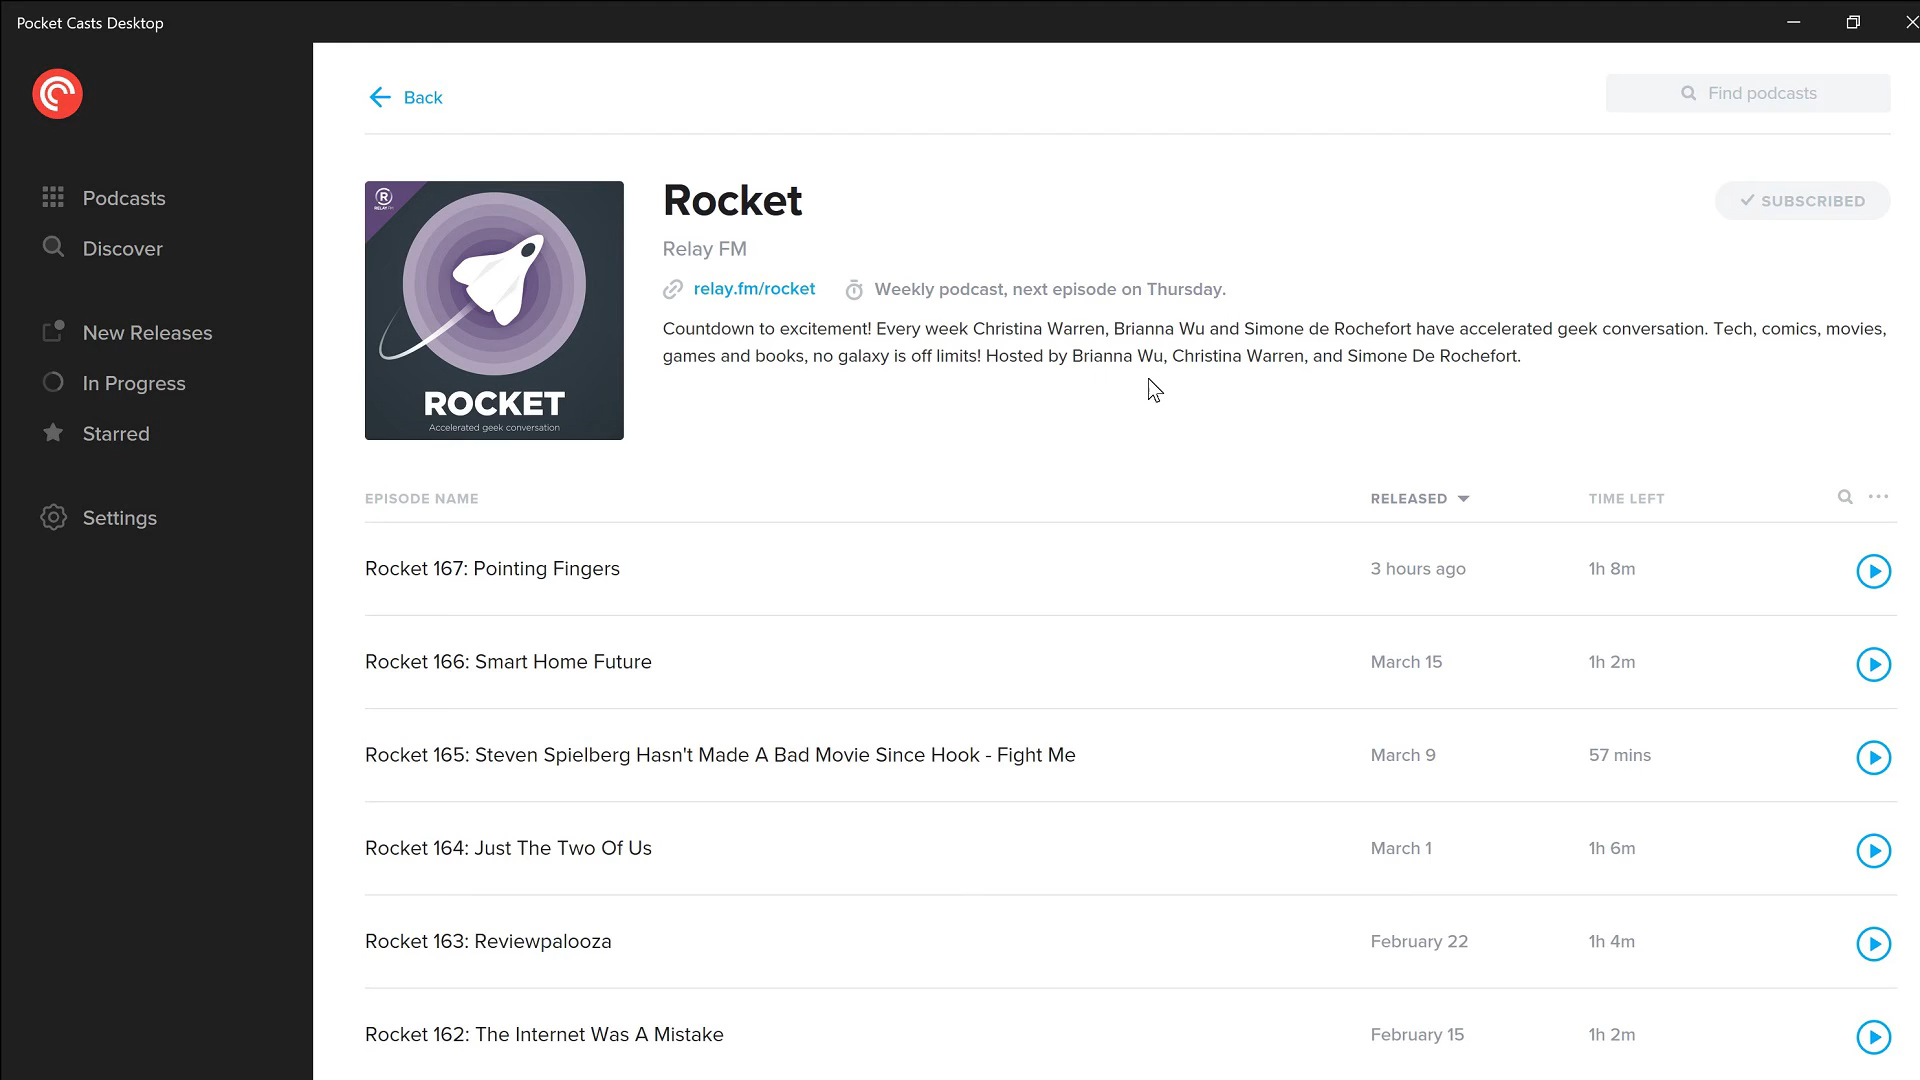 Pocket Casts Desktop
Back
Find podcasts
Podcasts
Discover
New Releases
In Progress
Starred
Settings
R
RELAY FM
ROCKET
Accelerated geek conversation
Rocket
SUBSCRIBED
Relay FM
relay.fm/rocket Weekly podcast, next episode on Thursday.
Countdown to excitement! Every week Christina Warren, Brianna Wu and Simone de Rochefort have accelerated geek conversation. Tech, comics, movies,
games and books, no galaxy is off limits! Hosted by Brianna Wu, Christina Warren, and Simone De Rochefort.
EPISODE NAME RELEASED TIME LEFT
Rocket 167: Pointing Fingers 3 hours ago 1h 8m
Rocket 166: Smart Home Future March 15 1h 2m
Rocket 165: Steven Spielberg Hasn't Made A Bad Movie Since Hook - Fight Me March 9 57 mins
Rocket 164: Just The Two Of Us March 1 1h 6m
Rocket 163: Reviewpalooza February 22 1h 4m
Rocket 162: The Internet Was A Mistake February 15 1h 2m